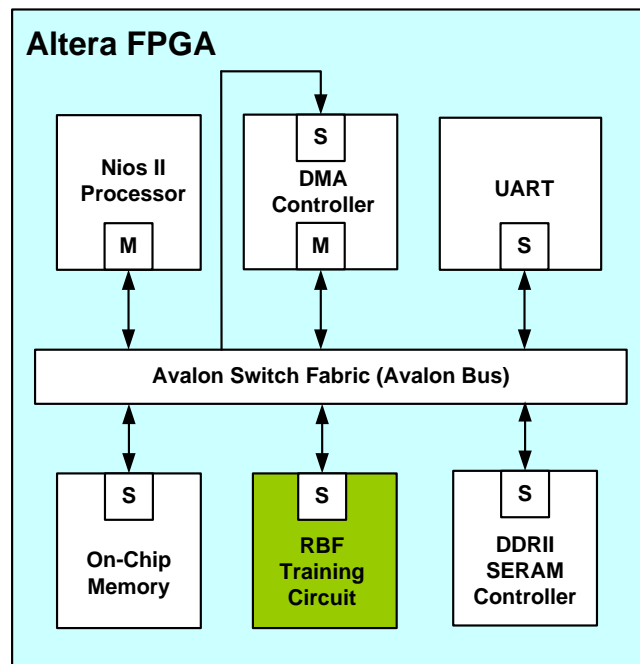 Altera FPGA
S
Nios II
Processor
M
DMA
Controller
M
UART
S
Avalon Switch Fabric (Avalon Bus)
S
On-Chip
Memory
S
RBF
Training
Circuit
S
DDRII
SERAM
Controller